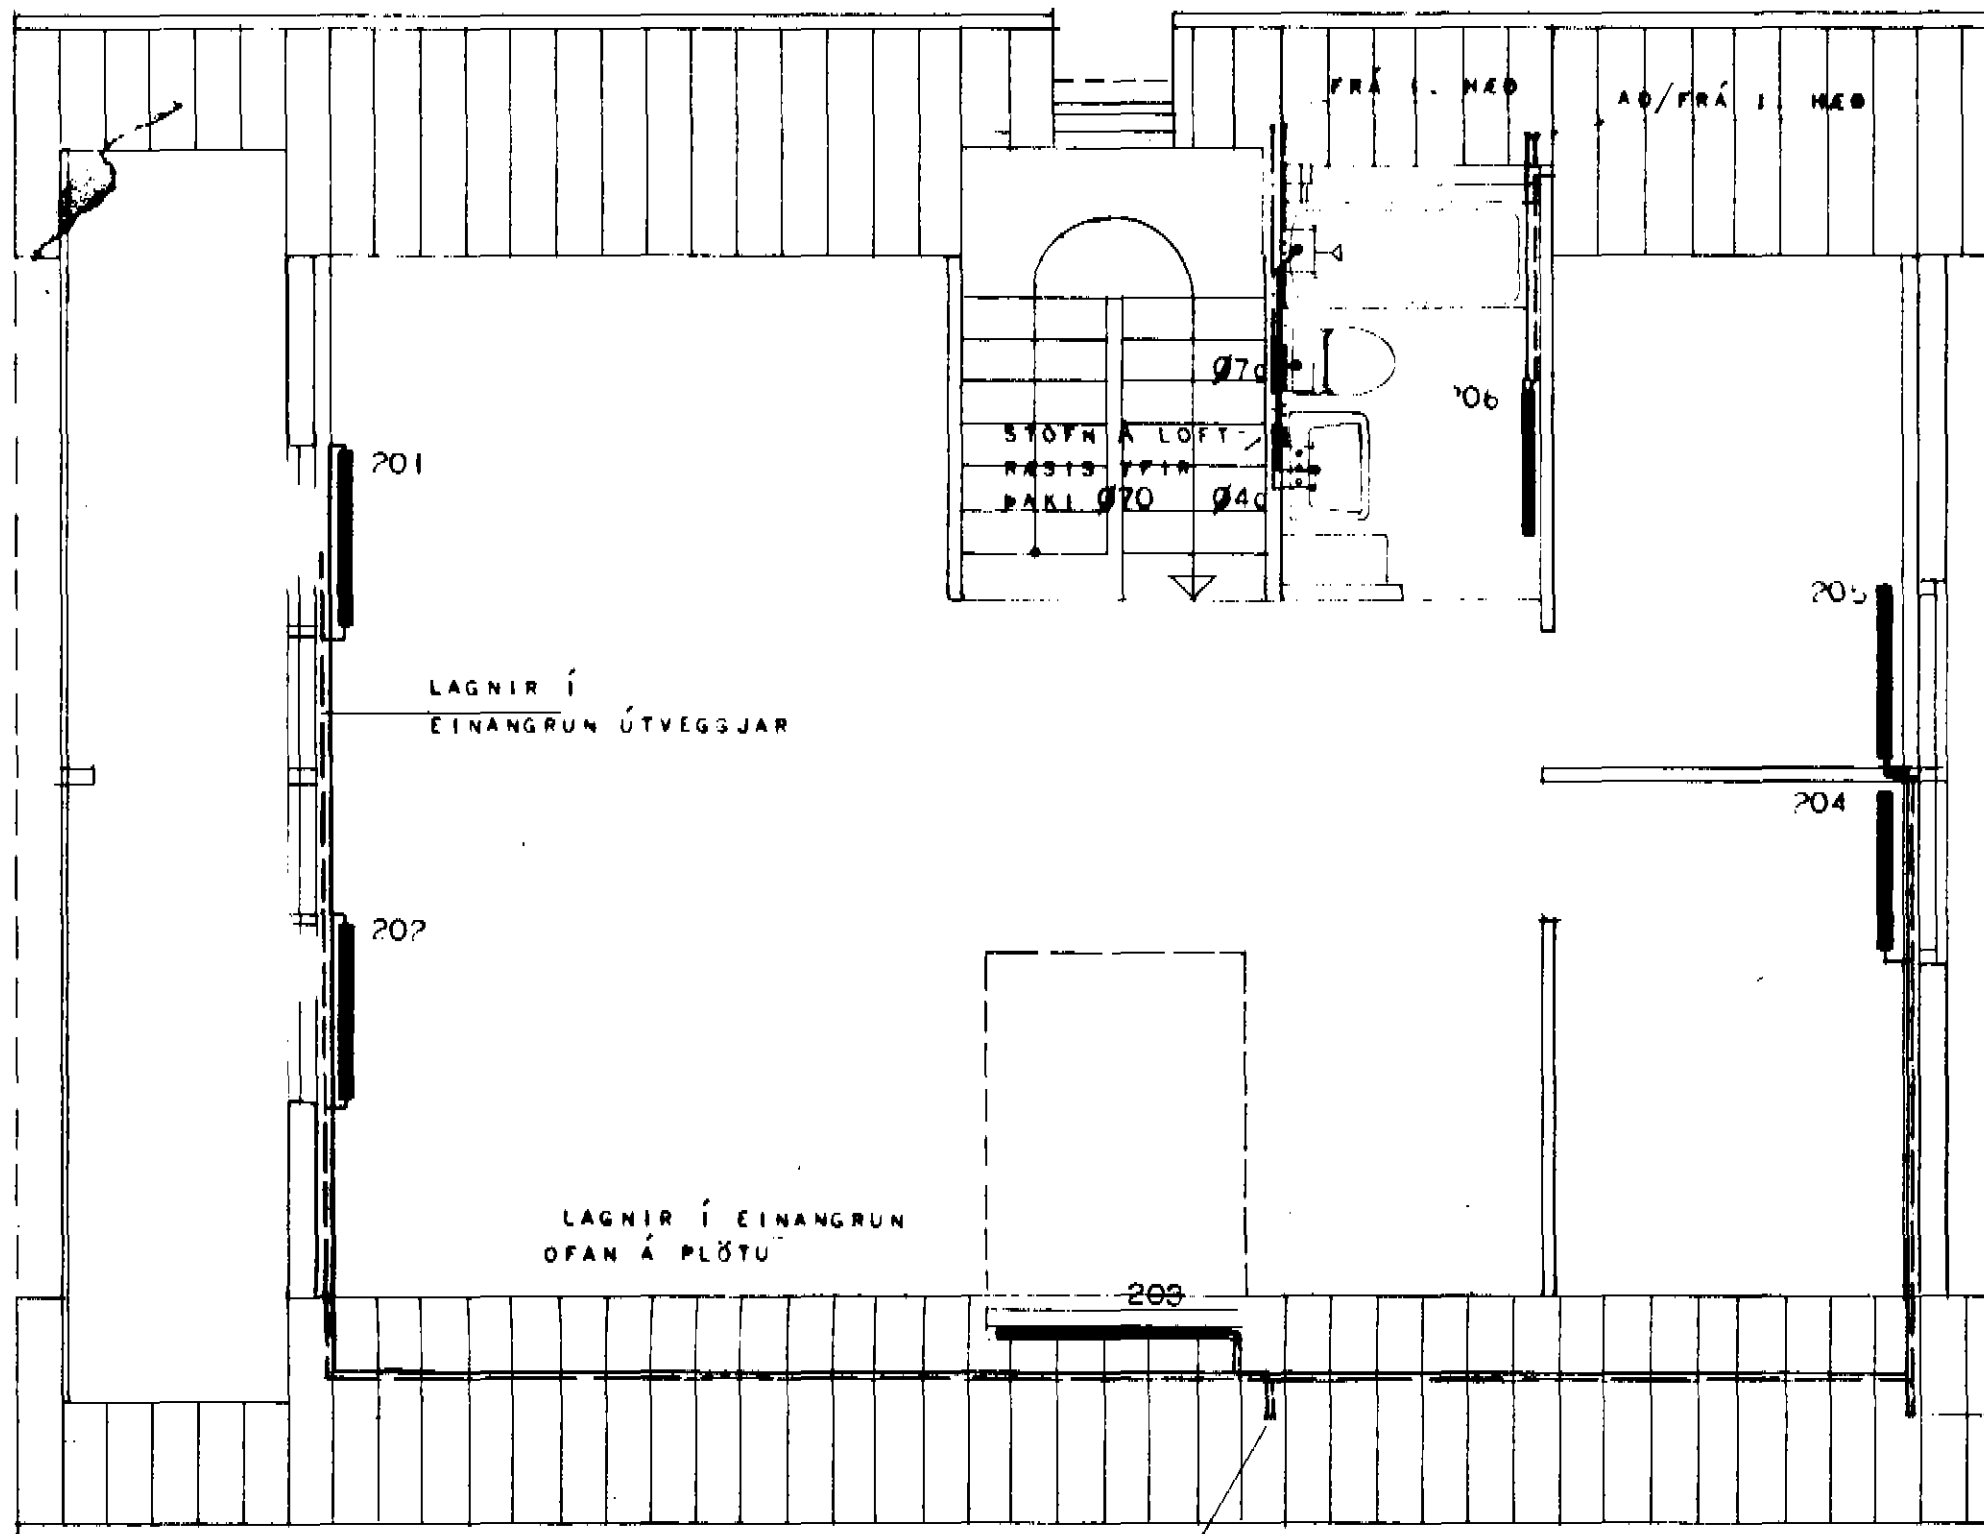 FRÁ 1. HÆÐ
AÐ/FRÁ 1. HÆÐ
Ø70
206
STOFN Á LOFT-
RÆSIS YFIR
ÞAKI Ø70
Ø40
201
205
LAGNIR Í
EINANGRUN ÚTVEGGJAR
204
202
LAGNIR Í EINANGRUN
OFAN Á PLÖTU
203